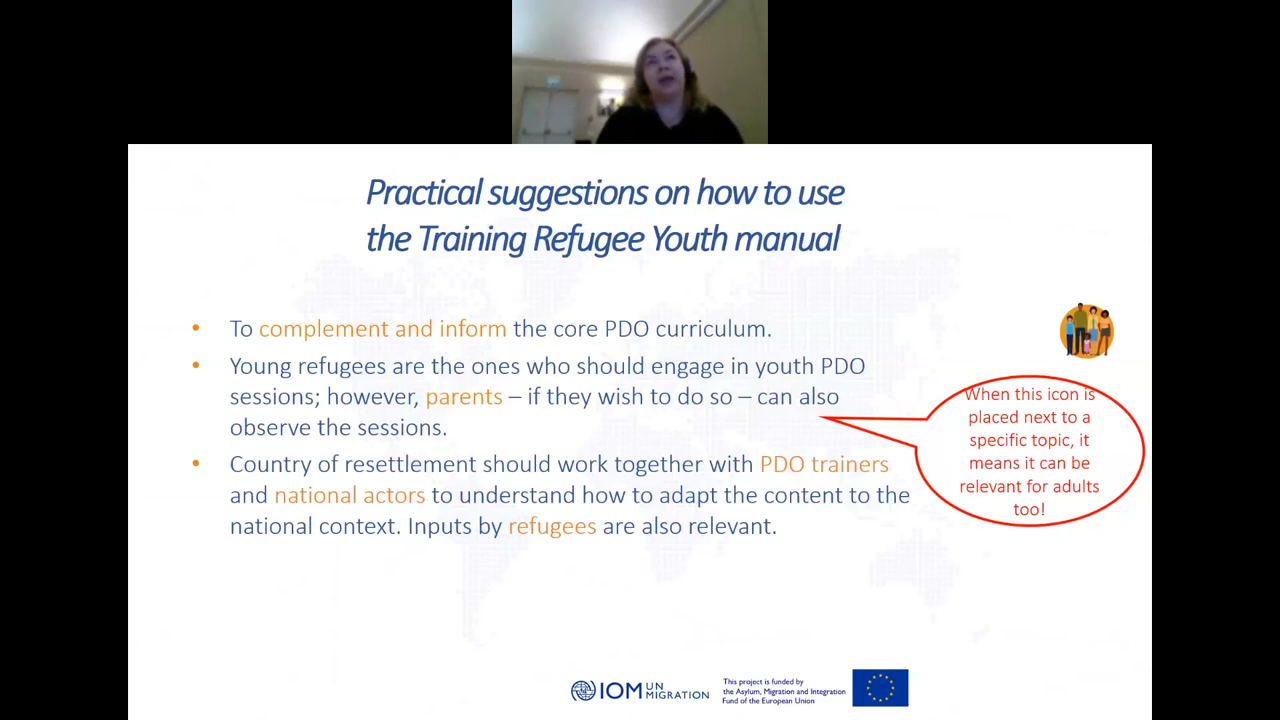 Practical suggestions on how to use
the Training Refugee Youth manual
• To complement and inform the core PDO curriculum.
• Young refugees are the ones who should engage in youth PDO
sessions; however, parents – if they wish to do so – can also
observe the sessions.
• Country of resettlement should work together with PDO trainers
and national actors to understand how to adapt the content to the
national context. Inputs by refugees are also relevant.
When this icon is
placed next to a
specific topic, it
means it can be
relevant for adults
too!
IOM UN MIGRATION
This project is funded by
the Asylum, Migration and Integration
Fund of the European Union